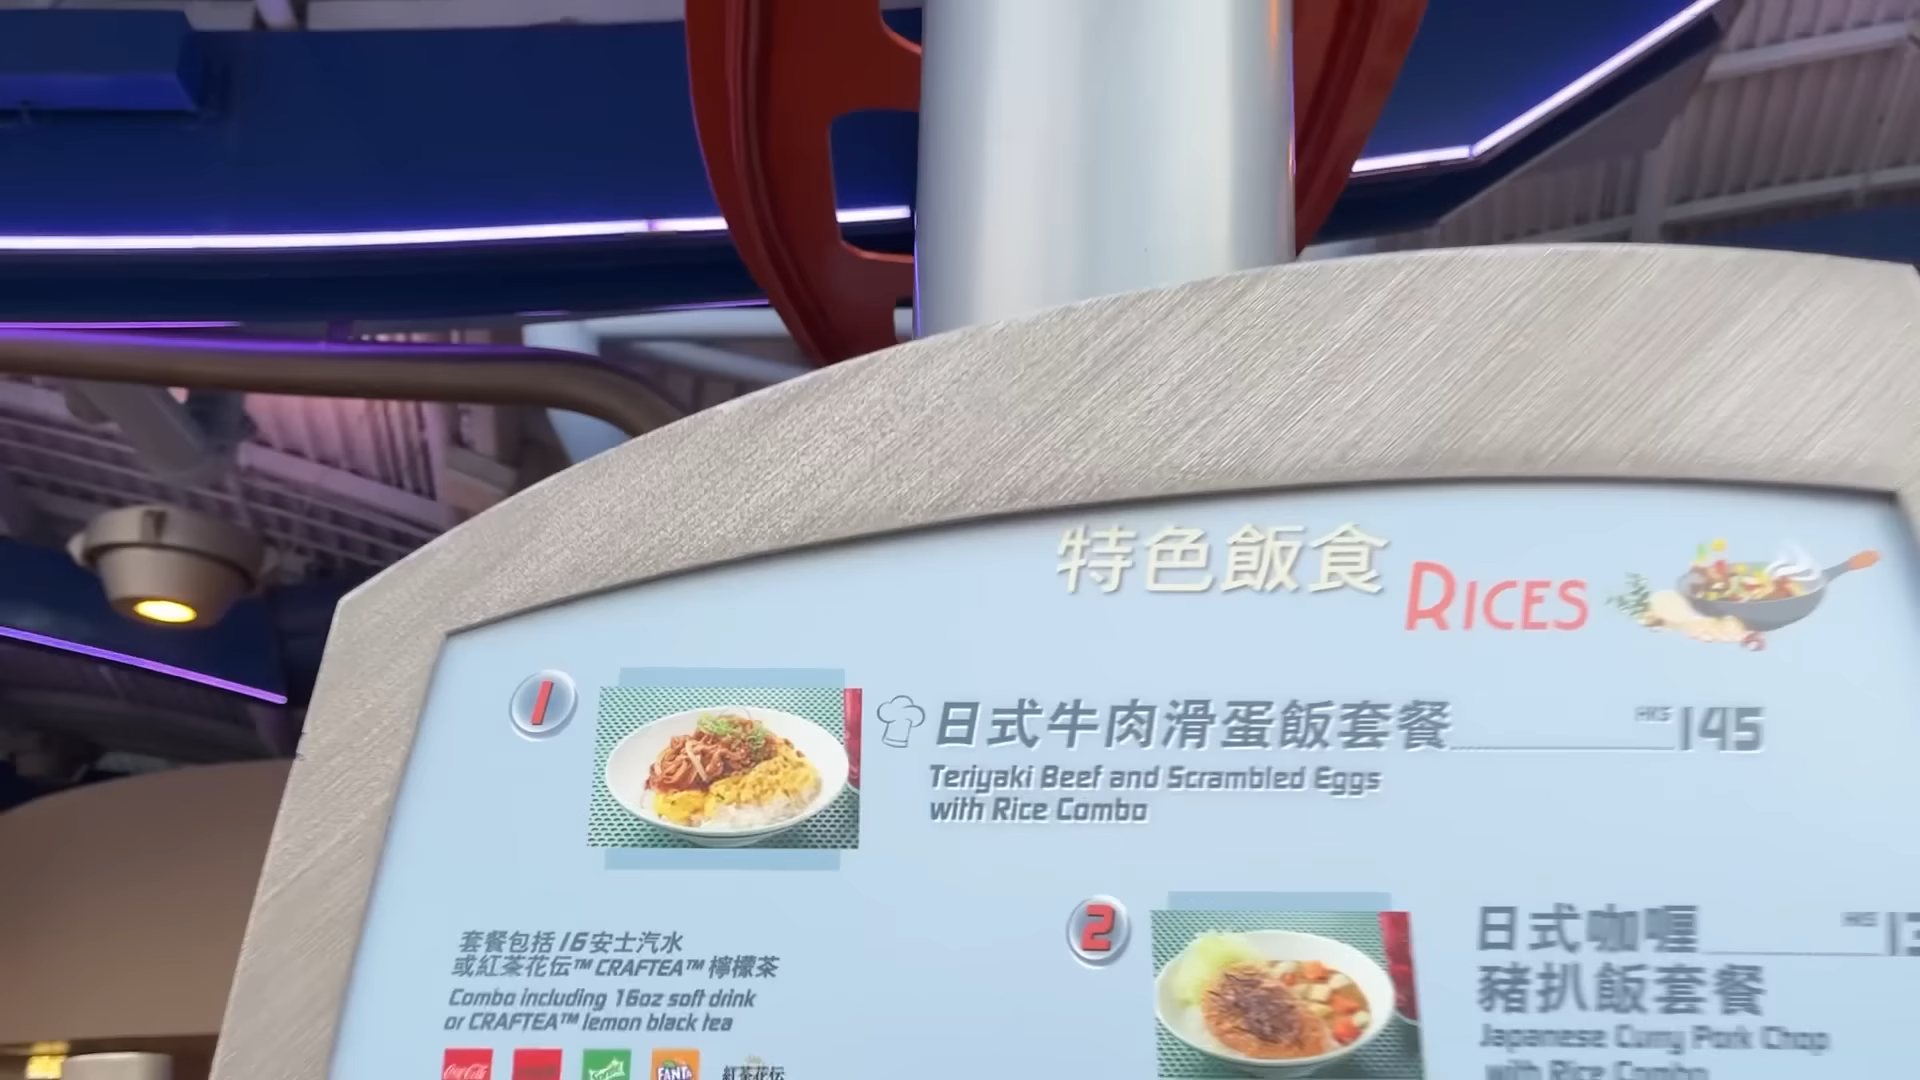 特色飯食 RICES
1
日式牛肉滑蛋飯套餐 HK$ 145
Teriyaki Beef and Scrambled Eggs
with Rice Combo
套餐包括16安士汽水
或紅茶花伝™ CRAFTEA™ 檸檬茶
Combo including 16oz soft drink
or CRAFTEA™ lemon black tea
Coca-Cola
FANTA
紅茶花伝
2
日式咖喱 HK$
豬扒飯套餐
Japanese Curry Pork Chop
with Rice Combo